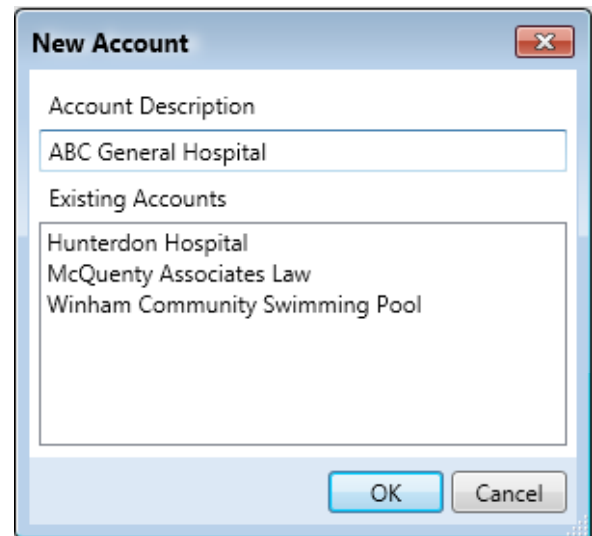 New Account
Account Description
ABC General Hospital
Existing Accounts
Hunterdon Hospital
McQuenty Associates Law
Winham Community Swimming Pool
OK Cancel